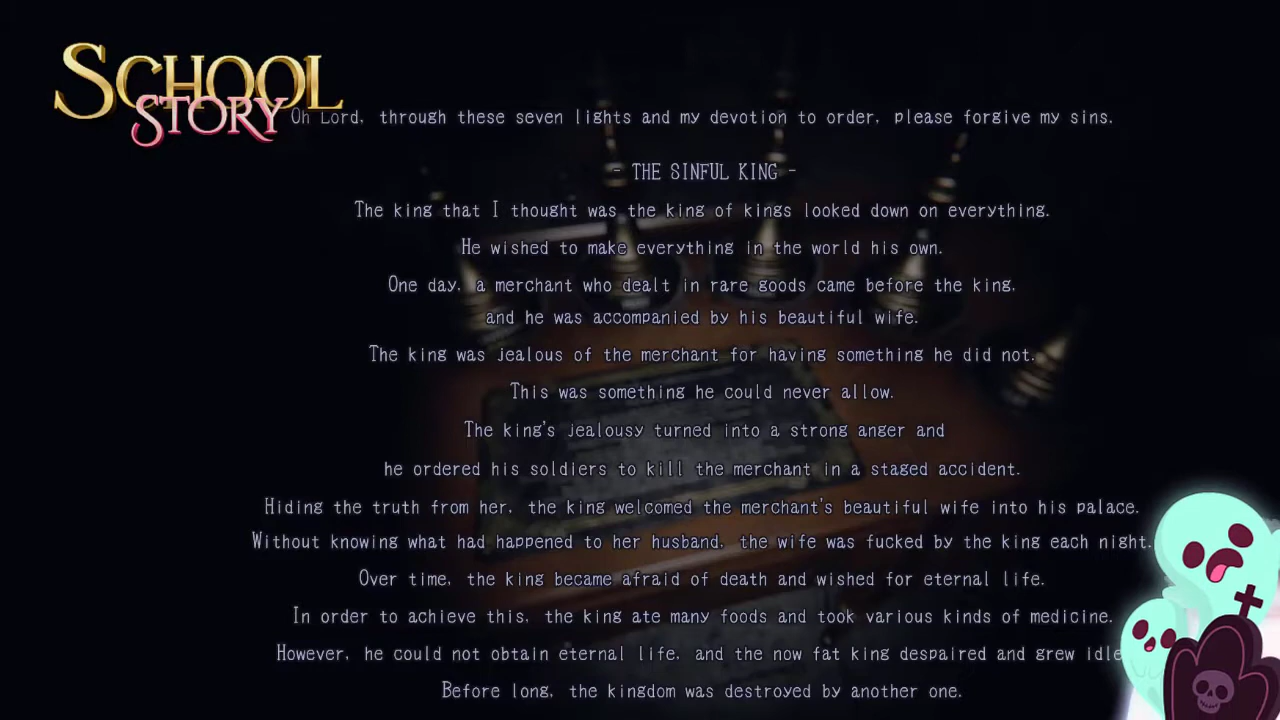 SCHOOL
STORY
Oh Lord, through these seven lights and my devotion to order, please forgive my sins.
- THE SINFUL KING -
The king that I thought was the king of kings looked down on everything.
He wished to make everything in the world his own.
One day, a merchant who dealt in rare goods came before the king,
and he was accompanied by his beautiful wife.
The king was jealous of the merchant for having something he did not.
This was something he could never allow.
The king's jealousy turned into a strong anger and
he ordered his soldiers to kill the merchant in a staged accident.
Hiding the truth from her, the king welcomed the merchant's beautiful wife into his palace.
Without knowing what had happened to her husband, the wife was fucked by the king each night.
Over time, the king became afraid of death and wished for eternal life.
In order to achieve this, the king ate many foods and took various kinds of medicine.
However, he could not obtain eternal life, and the now fat king despaired and grew idle
Before long, the kingdom was destroyed by another one.